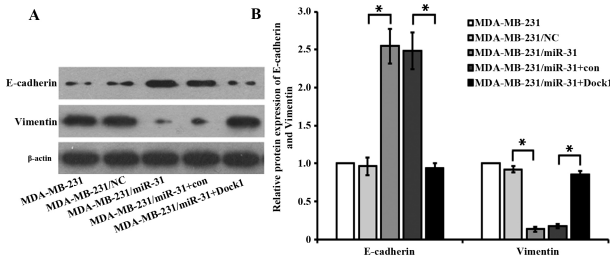 A
E-cadherin
Vimentin
β-actin
MDA-MB-231
MDA-MB-231/NC
MDA-MB-231/miR-31
MDA-MB-231/miR-31+con
MDA-MB-231/miR-31+Dock1
B
Relative protein expression of E-cadherin
and Vimentin
3.0
2.5
2.0
1.5
1.0
0.5
0
* *
* *
MDA-MB-231
MDA-MB-231/NC
MDA-MB-231/miR-31
MDA-MB-231/miR-31+con
MDA-MB-231/miR-31+Dock1
E-cadherin
Vimentin